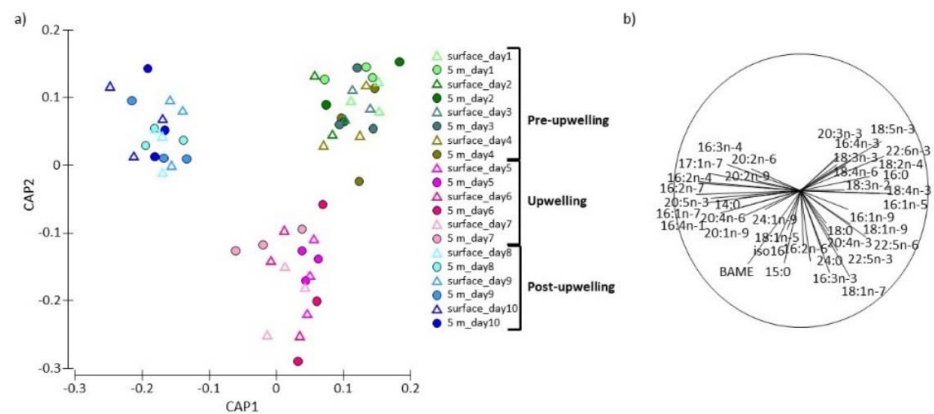 a)
0.2
0.1
0
-0.1
-0.2
-0.3
CAP2
-0.3
-0.2
-0.1
0
0.1
0.2
CAP1
surface_day1
5 m_day1
surface_day2
5 m_day2
surface_day3
5 m_day3
surface_day4
5 m_day4
surface_day5
5 m_day5
surface_day6
5 m_day6
surface_day7
5 m_day7
surface_day8
5 m_day8
surface_day9
5 m_day9
surface_day10
5 m_day10
Pre-upwelling
Upwelling
Post-upwelling
b)
20:3n-3
18:5n-3
16:4n-3
16:3n-4
22:6n-3
18:3n-3
20:2n-6
17:1n-7
18:2n-4
18:4n-6
16:0
16:2n-4
20:2n-9
16:2n-7
18:4n-3
20:5n-3
14:0
16:1n-5
16:1n-7
20:4n-6
24:1n-9
16:1n-9
16:4n-1
20:1n-9
18:1n-5
18:0
18:1n-9
iso16
16:2n-6
20:4n-3
22:5n-6
24:0
22:5n-3
BAME
15:0
16:3n-3
18:1n-7